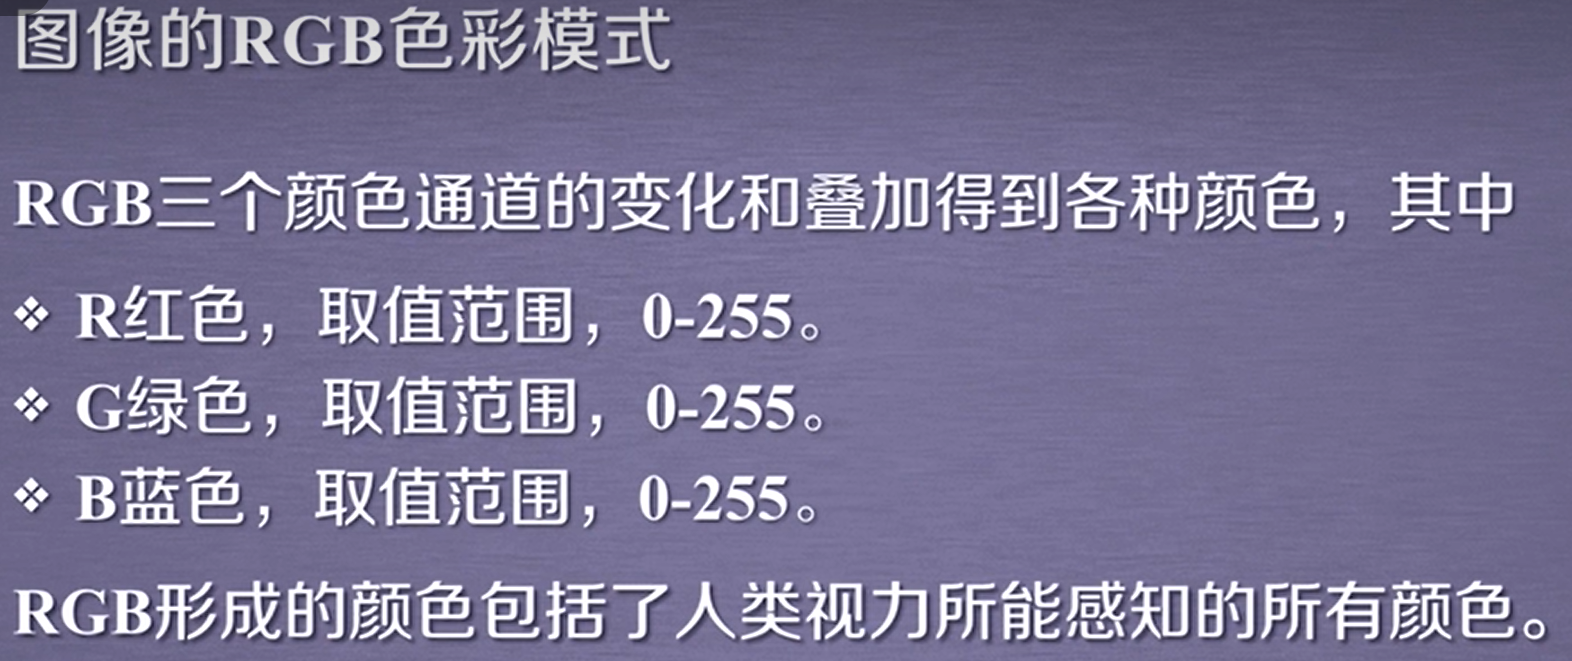 图像的RGB色彩模式
RGB三个颜色通道的变化和叠加得到各种颜色，其中
❖ R红色，取值范围，0-255。
❖ G绿色，取值范围，0-255。
❖ B蓝色，取值范围，0-255。
RGB形成的颜色包括了人类视力所能感知的所有颜色。